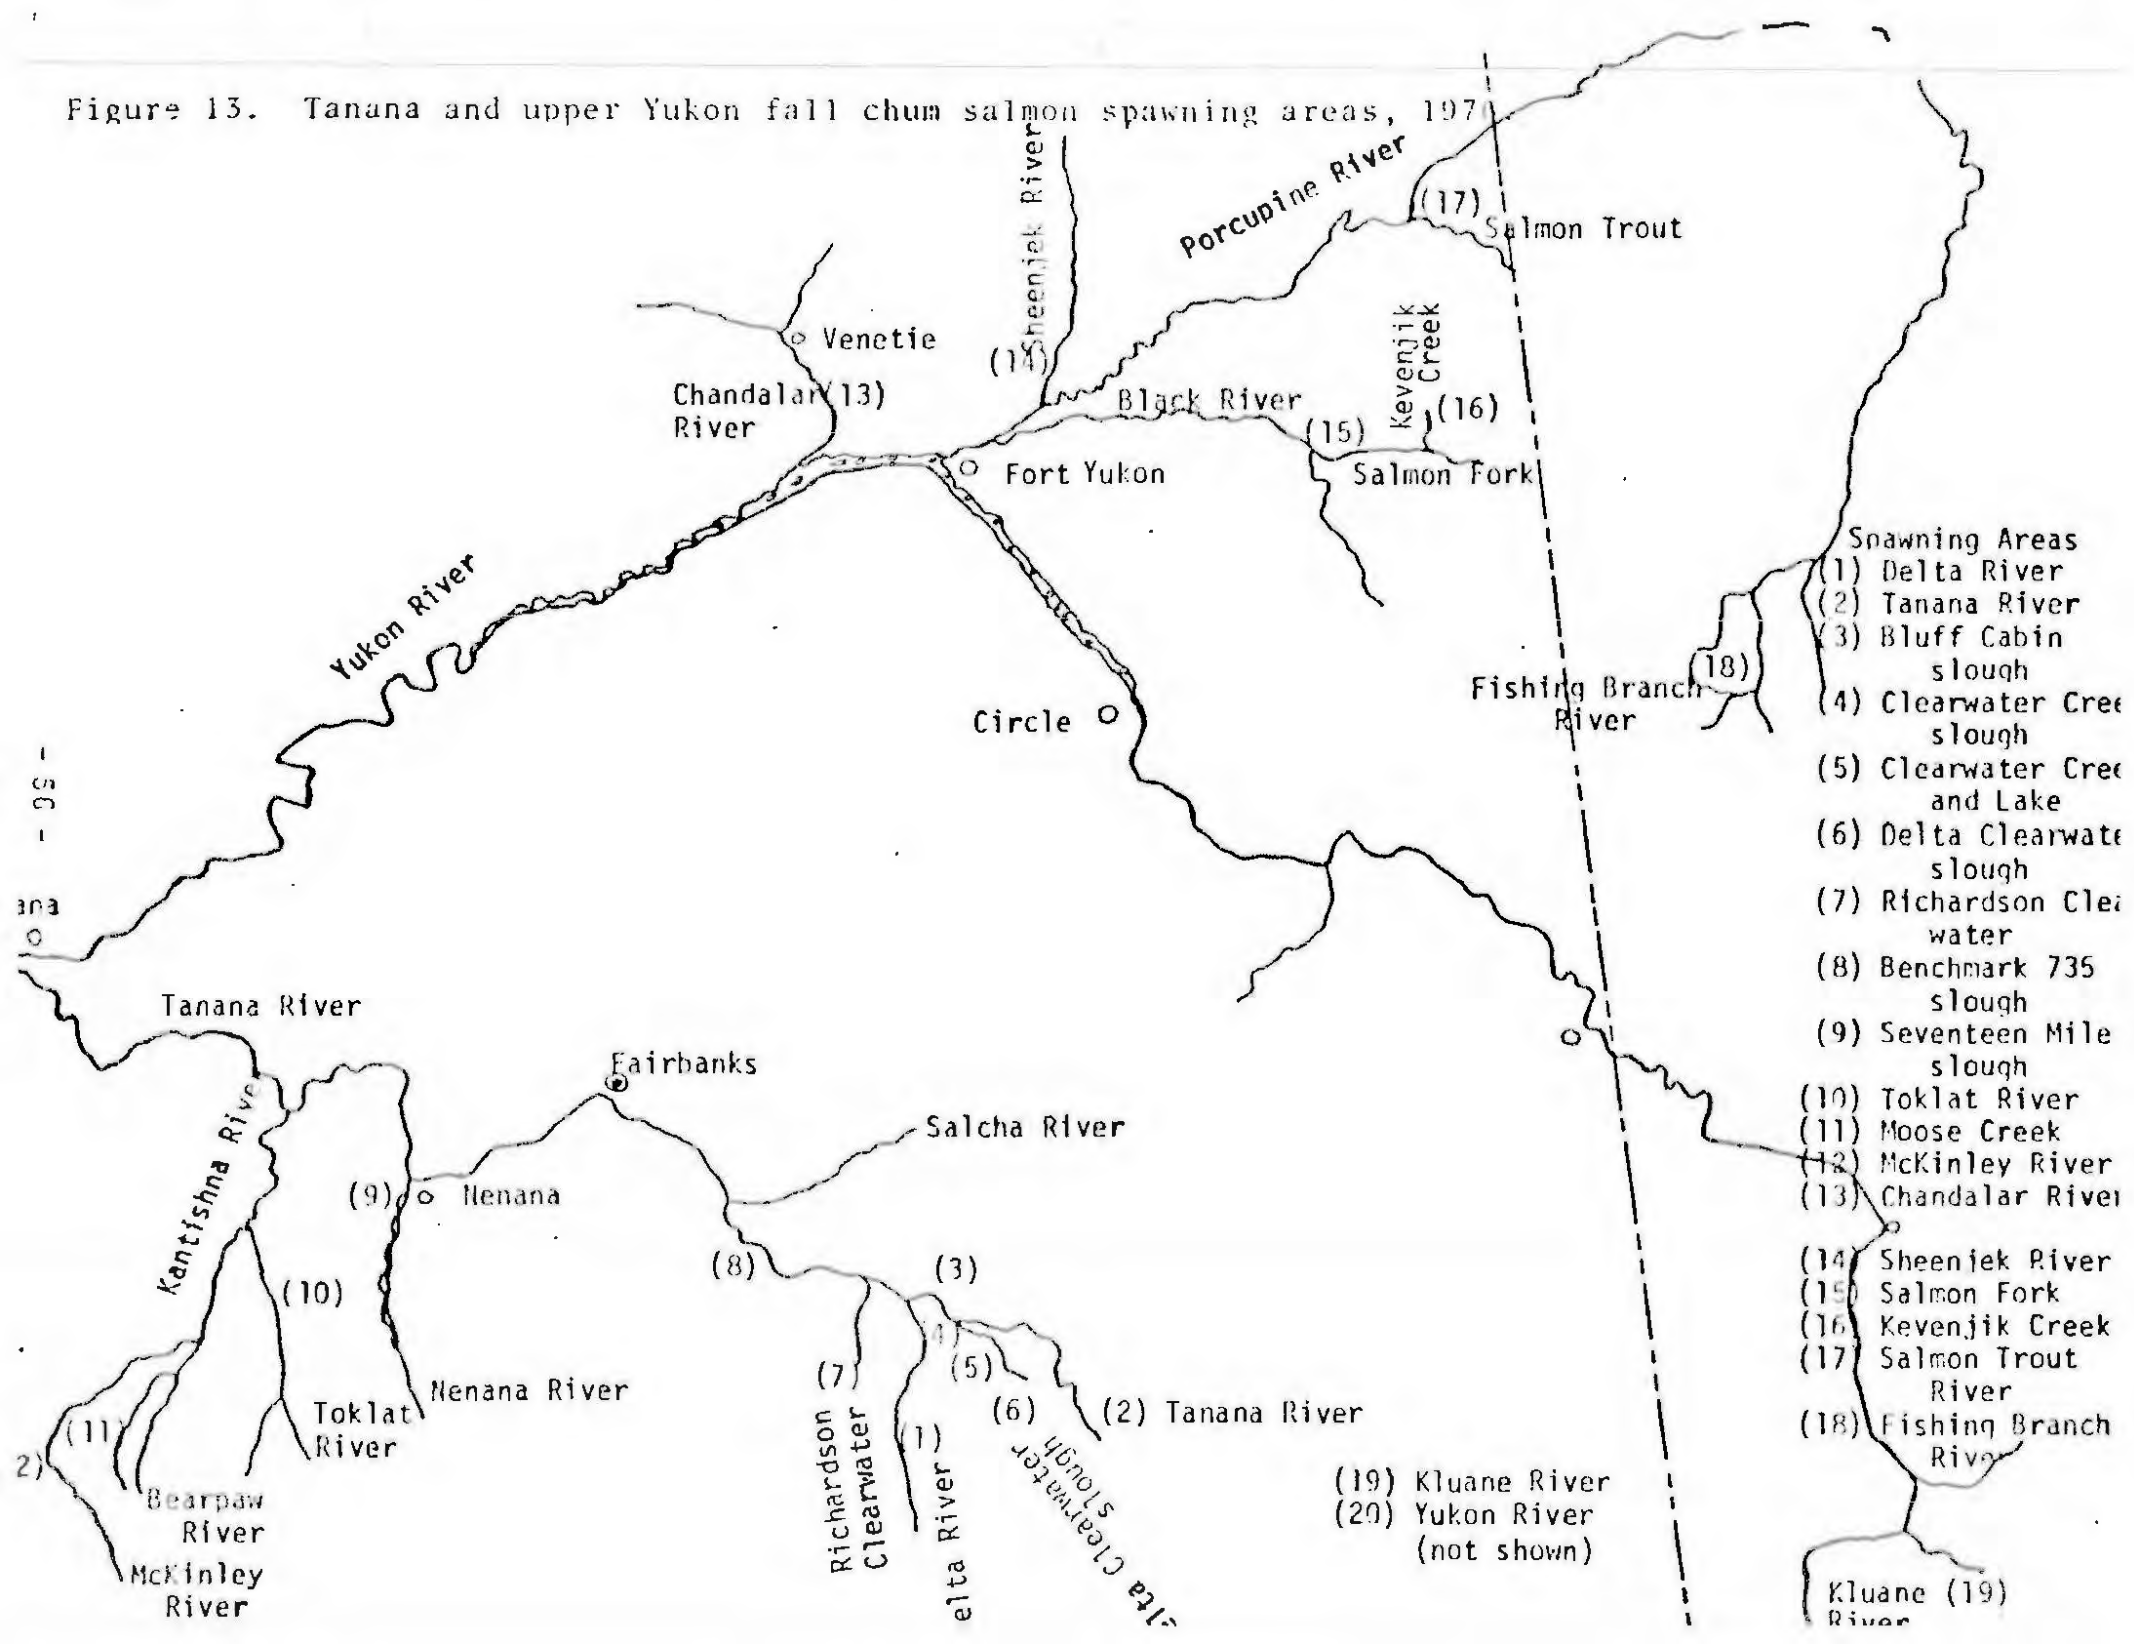 Figure 13. Tanana and upper Yukon fall chum salmon spawning areas, 197
Sheenjek River
Porcupine River
(17)
Salmon Trout
Venetie
(14)
Kevenjik
Creek
Chandalar (13)
River
Black River
(16)
(15)
Fort Yukon
Salmon Fork
Yukon River
Spawning Areas
(1) Delta River
(2) Tanana River
(3) Bluff Cabin
slough
(18)
Fishing Branch
River
(4) Clearwater Cree
slough
Circle
(5) Clearwater Cree
and Lake
(6) Delta Clearwate
slough
(7) Richardson Clea
water
(8) Benchmark 735
slough
(9) Seventeen Mile
slough
(10) Toklat River
(11) Moose Creek
(12) McKinley River
(13) Chandalar River
(14) Sheenjek River
(15) Salmon Fork
(16) Kevenjik Creek
(17) Salmon Trout
River
(18) Fishing Branch
River
ana
Tanana River
Fairbanks
Salcha River
Kantishna River
(9)
Nenana
(10)
(8)
(3)
(4)
(5)
(7)
(6)
(2) Tanana River
Nenana River
Toklat
River
(11)
2)
(1)
Richardson
Clearwater
elta River
elta Clearwater
slough
Bearpaw
River
McKinley
River
(19) Kluane River
(20) Yukon River
(not shown)
Kluane (19)
River